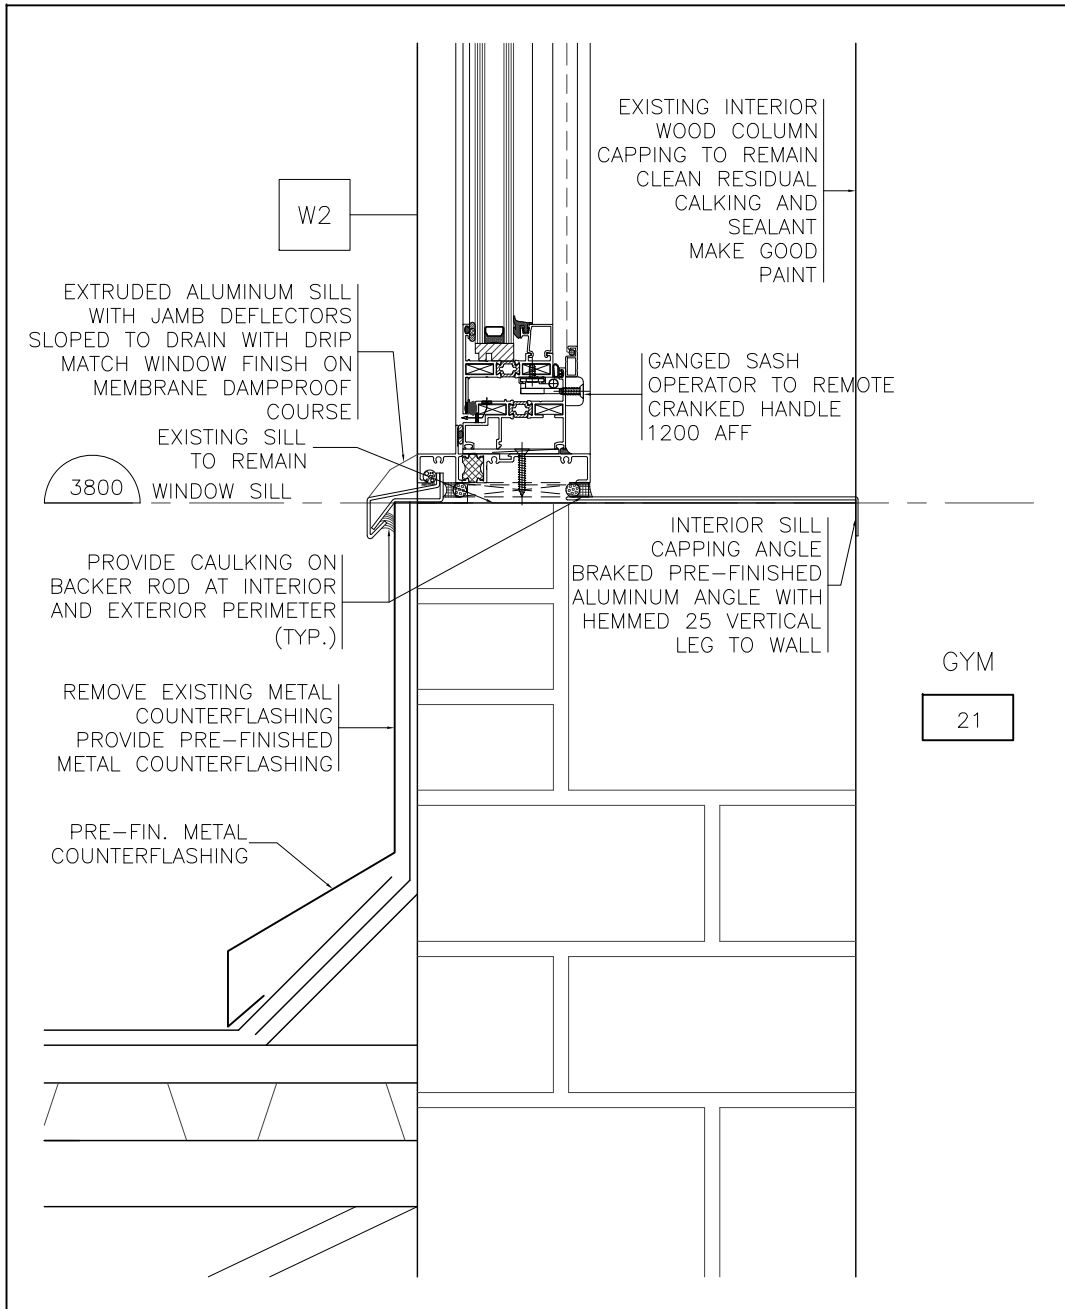 EXISTING INTERIOR
WOOD COLUMN
CAPPING TO REMAIN
CLEAN RESIDUAL
CALKING AND
SEALANT
MAKE GOOD
PAINT
W2
EXTRUDED ALUMINUM SILL
WITH JAMB DEFLECTORS
SLOPED TO DRAIN WITH DRIP
MATCH WINDOW FINISH ON
MEMBRANE DAMPPROOF
COURSE
GANGED SASH
OPERATOR TO REMOTE
CRANKED HANDLE
1200 AFF
EXISTING SILL
TO REMAIN
3800 WINDOW SILL
PROVIDE CAULKING ON
BACKER ROD AT INTERIOR
AND EXTERIOR PERIMETER
(TYP.)
INTERIOR SILL
CAPPING ANGLE
BRAKED PRE-FINISHED
ALUMINUM ANGLE WITH
HEMMED 25 VERTICAL
LEG TO WALL
GYM
21
REMOVE EXISTING METAL
COUNTERFLASHING
PROVIDE PRE-FINISHED
METAL COUNTERFLASHING
PRE-FIN. METAL
COUNTERFLASHING